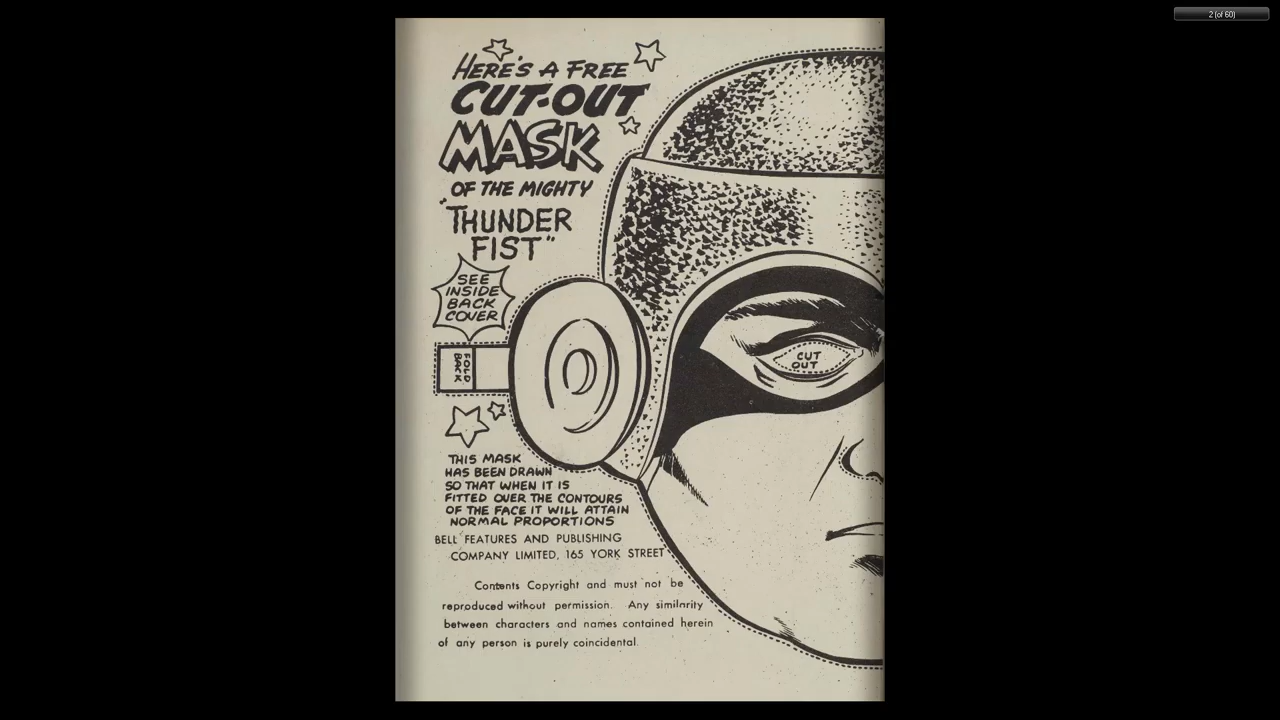 2 (of 60)
HERE'S A FREE
CUT-OUT
MASK
OF THE MIGHTY
"THUNDER
FIST"
SEE
INSIDE
BACK
COVER
FOLD
BACK
CUT
OUT
THIS MASK
HAS BEEN DRAWN
SO THAT WHEN IT IS
FITTED OVER THE CONTOURS
OF THE FACE IT WILL ATTAIN
NORMAL PROPORTIONS
BELL FEATURES AND PUBLISHING
COMPANY LIMITED, 165 YORK STREET
Contents Copyright and must not be
reproduced without permission. Any similarity
between characters and names contained herein
of any person is purely coincidental.